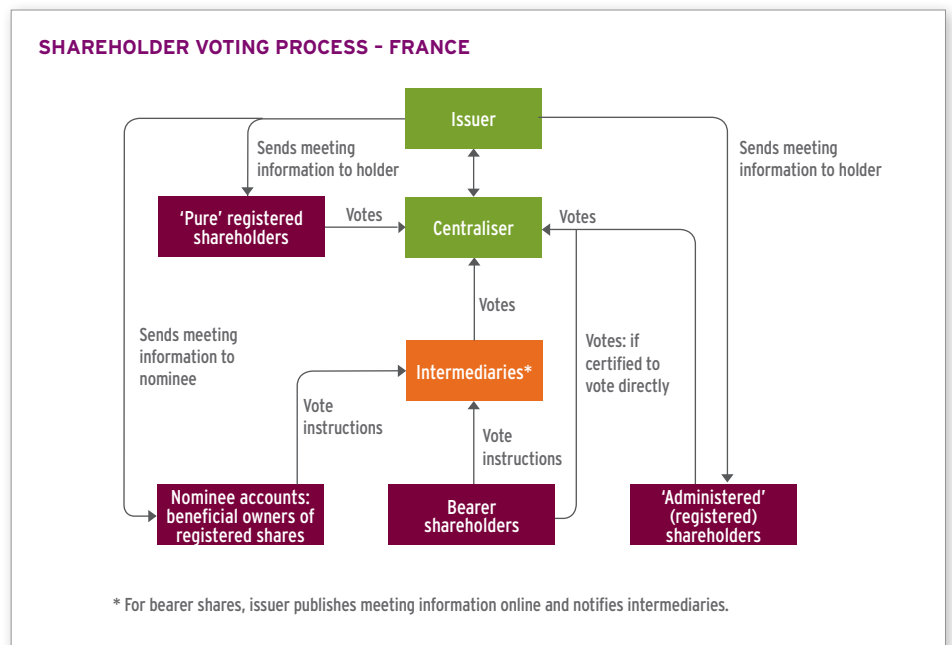 SHAREHOLDER VOTING PROCESS – FRANCE
Issuer
Sends meeting
information to holder
Sends meeting
information to holder
‘Pure’ registered
shareholders
Votes
Centraliser
Votes
Votes
Sends meeting
information to
nominee
Intermediaries*
Votes: if
certified to
vote directly
Vote
instructions
Vote
instructions
Nominee accounts:
beneficial owners of
registered shares
Bearer
shareholders
‘Administered’
(registered)
shareholders
* For bearer shares, issuer publishes meeting information online and notifies intermediaries.